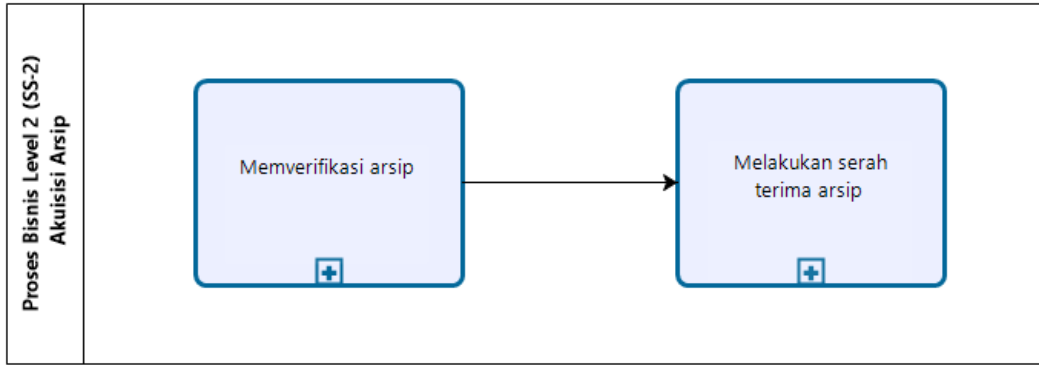 Proses Bisnis Level 2 (SS-2)
Akuisisi Arsip
Memverifikasi arsip
Melakukan serah
terima arsip